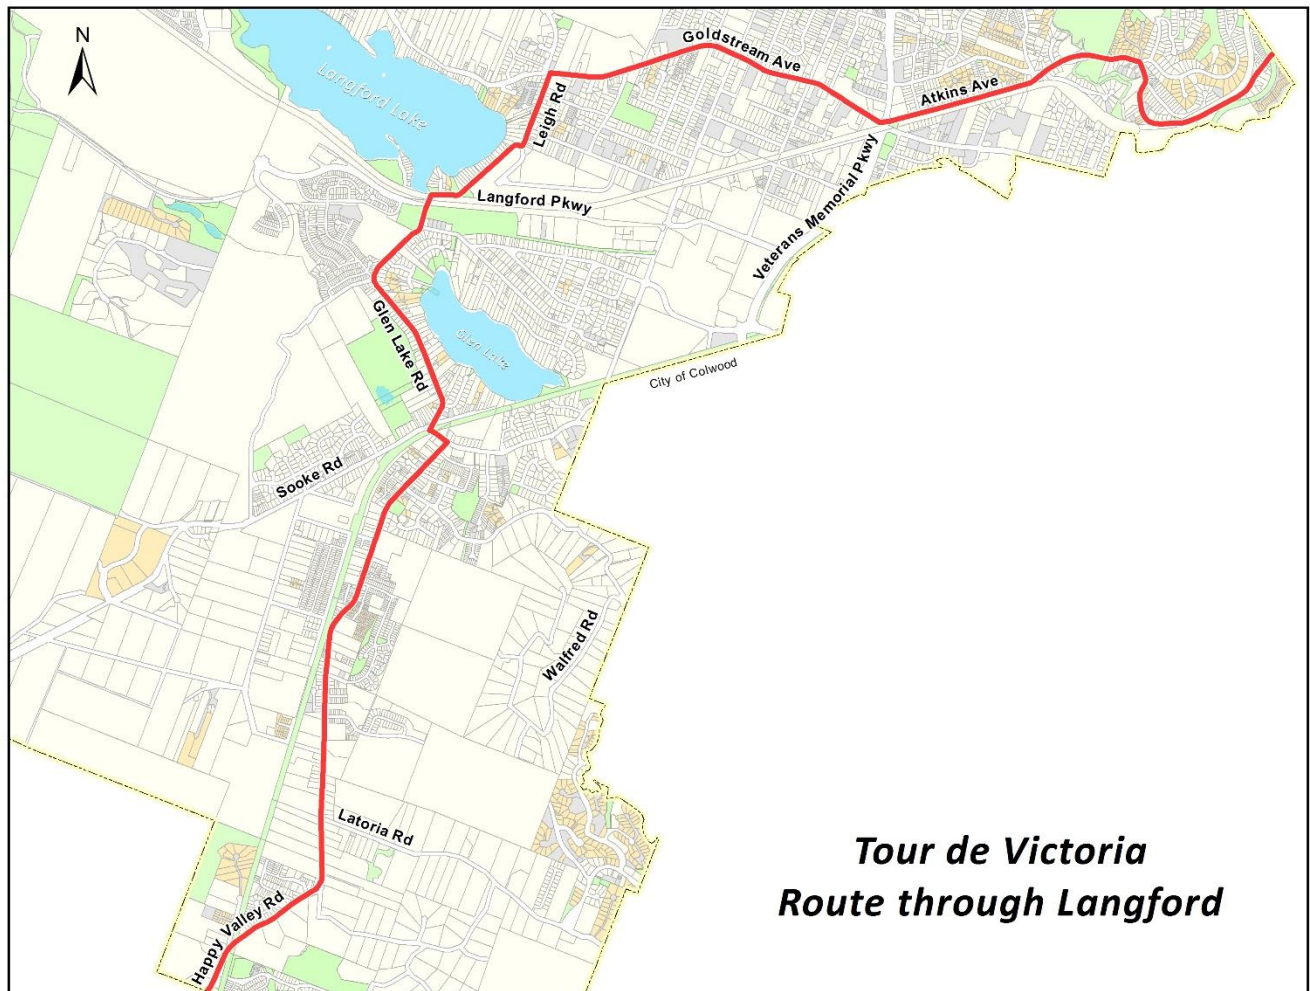 N
Goldstream Ave
Langford Lake
Atkins Ave
Leigh Rd
Langford Pkwy
Veterans Memorial Pkwy
Glen Lake Rd
Glen Lake
City of Colwood
Sooke Rd
Walfred Rd
Latoria Rd
Happy Valley Rd
Tour de Victoria
Route through Langford